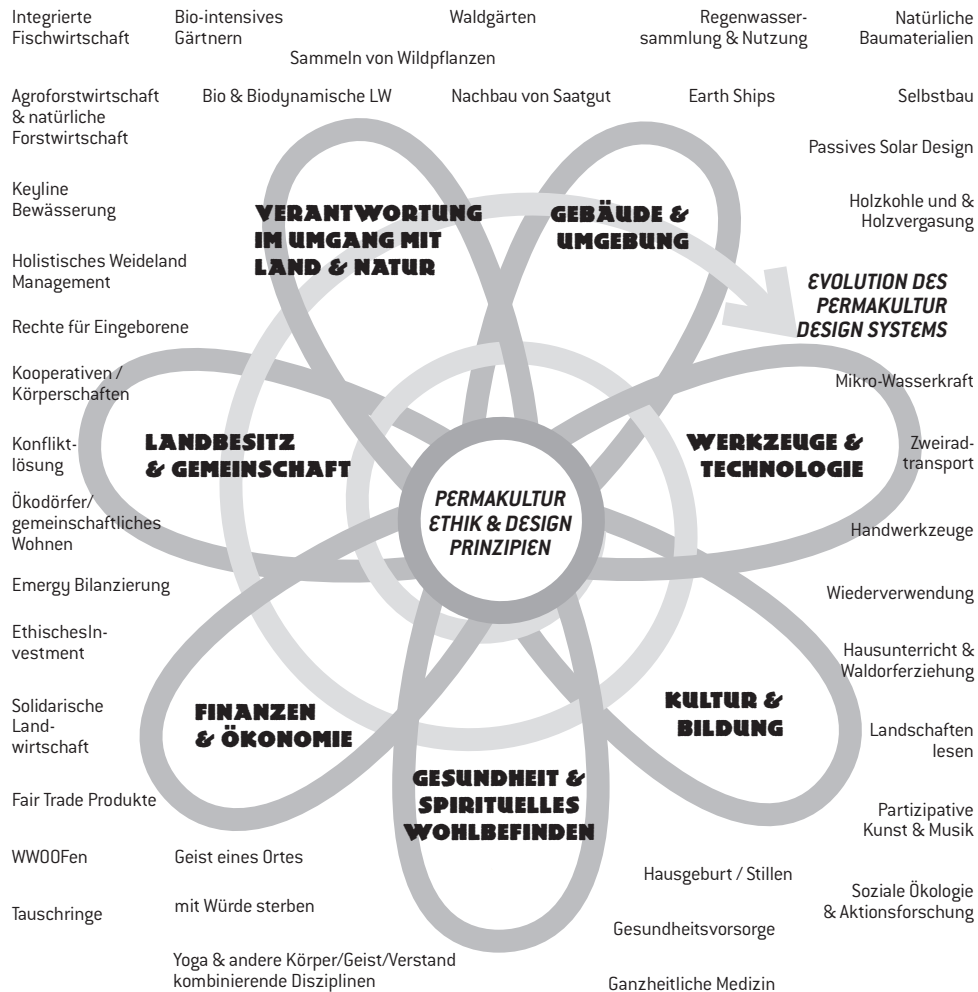 Integrierte
Fischwirtschaft
Bio-intensives
Gärtnern
Waldgärten
Regenwasser-
sammlung & Nutzung
Natürliche
Baumaterialien
Sammeln von Wildpflanzen
Agroforstwirtschaft
& natürliche
Forstwirtschaft
Bio & Biodynamische LW
Nachbau von Saatgut
Earth Ships
Selbstbau
Passives Solar Design
Keyline
Bewässerung
VERANTWORTUNG
IM UMGANG MIT
LAND & NATUR
GEBÄUDE &
UMGEBUNG
Holzkohle und &
Holzvergasung
Holistisches Weideland
Management
EVOLUTION DES
PERMAKULTUR
DESIGN SYSTEMS
Rechte für Eingeborene
Kooperativen /
Körperschaften
Mikro-Wasserkraft
Konflikt-
lösung
LANDBESITZ
& GEMEINSCHAFT
WERKZEUGE &
TECHNOLOGIE
Zweirad-
transport
PERMAKULTUR
ETHIK & DESIGN
PRINZIPIEN
Ökodörfer/
gemeinschaftliches
Wohnen
Handwerkzeuge
Emergy Bilanzierung
Wiederverwendung
EthischesIn-
vestment
Hausunterricht &
Waldorferziehung
Solidarische
Land-
wirtschaft
FINANZEN
& ÖKONOMIE
KULTUR &
BILDUNG
Landschaften
lesen
GESUNDHEIT &
SPIRITUELLES
WOHLBEFINDEN
Fair Trade Produkte
Partizipative
Kunst & Musik
WWOOFen
Geist eines Ortes
Hausgeburt / Stillen
Soziale Ökologie
& Aktionsforschung
Tauschringe
mit Würde sterben
Gesundheitsvorsorge
Yoga & andere Körper/Geist/Verstand
kombinierende Disziplinen
Ganzheitliche Medizin